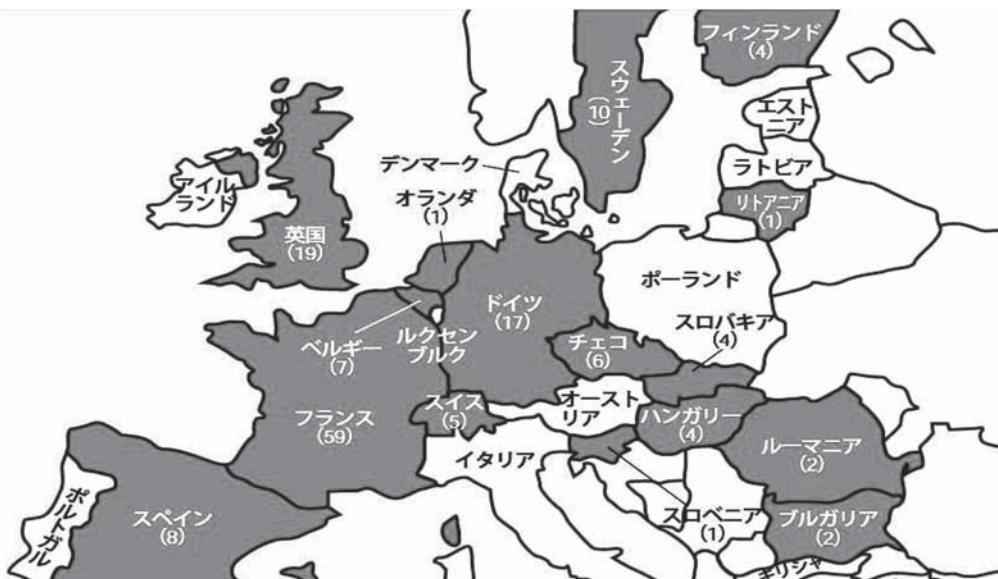 フィンランド
(4)
スウェーデン
(10)
エスト
ニア
ラトビア
リトアニア
(1)
デンマーク
オランダ
(1)
アイル
ランド
英国
(19)
ポーランド
ドイツ
(17)
スロバキア
(4)
チェコ
(6)
ベルギー
(7)
ルクセン
ブルク
スイス
(5)
オースト
リア
ハンガリー
(4)
フランス
(59)
ルーマニア
(2)
イタリア
ポルトガル
スペイン
(8)
スロベニア
(1)
ブルガリア
(2)
ギリシャ